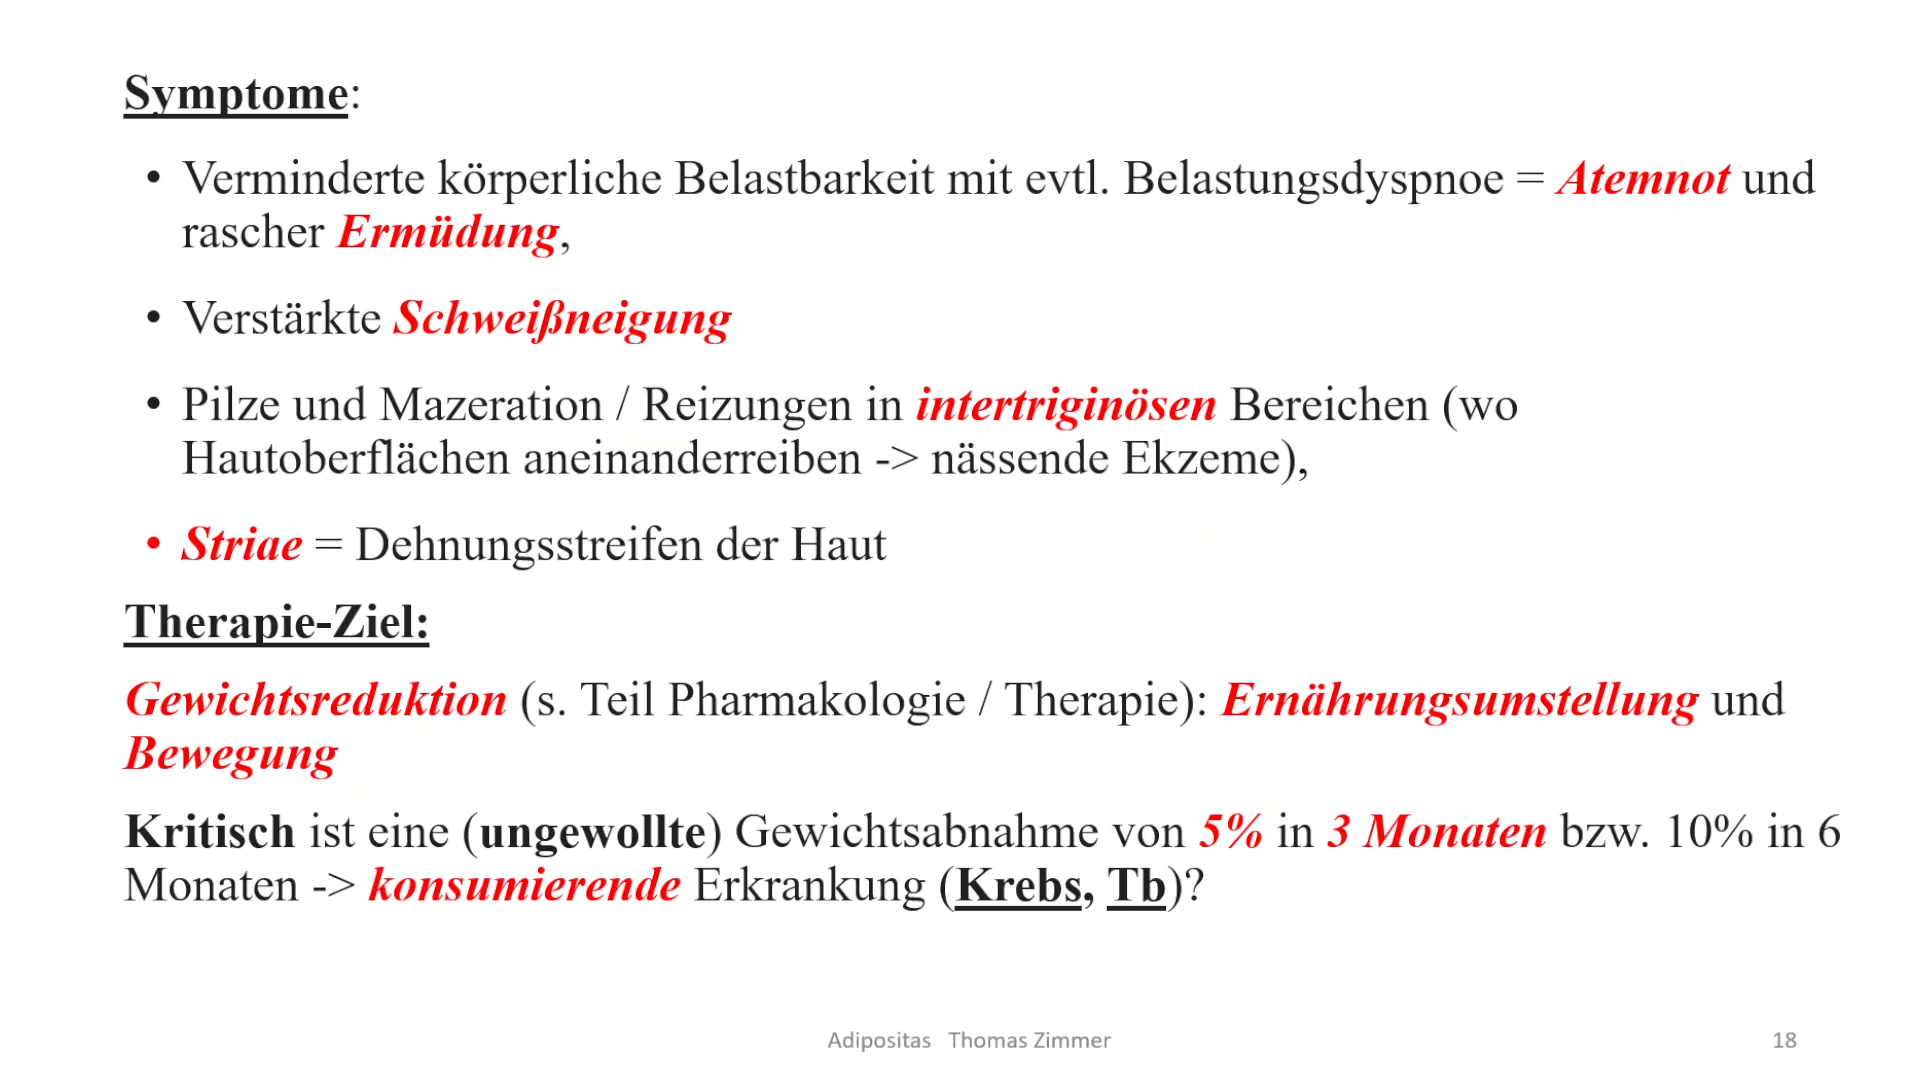 Symptome:
• Verminderte körperliche Belastbarkeit mit evtl. Belastungsdyspnoe = Atemnot und
rascher Ermüdung,
• Verstärkte Schweißneigung
• Pilze und Mazeration / Reizungen in intertriginösen Bereichen (wo
Hautoberflächen aneinanderreiben -> nässende Ekzeme),
• Striae = Dehnungsstreifen der Haut
Therapie-Ziel:
Gewichtsreduktion (s. Teil Pharmakologie / Therapie): Ernährungsumstellung und
Bewegung
Kritisch ist eine (ungewollte) Gewichtsabnahme von 5% in 3 Monaten bzw. 10% in 6
Monaten -> konsumierende Erkrankung (Krebs, Tb)?
Adipositas Thomas Zimmer
18